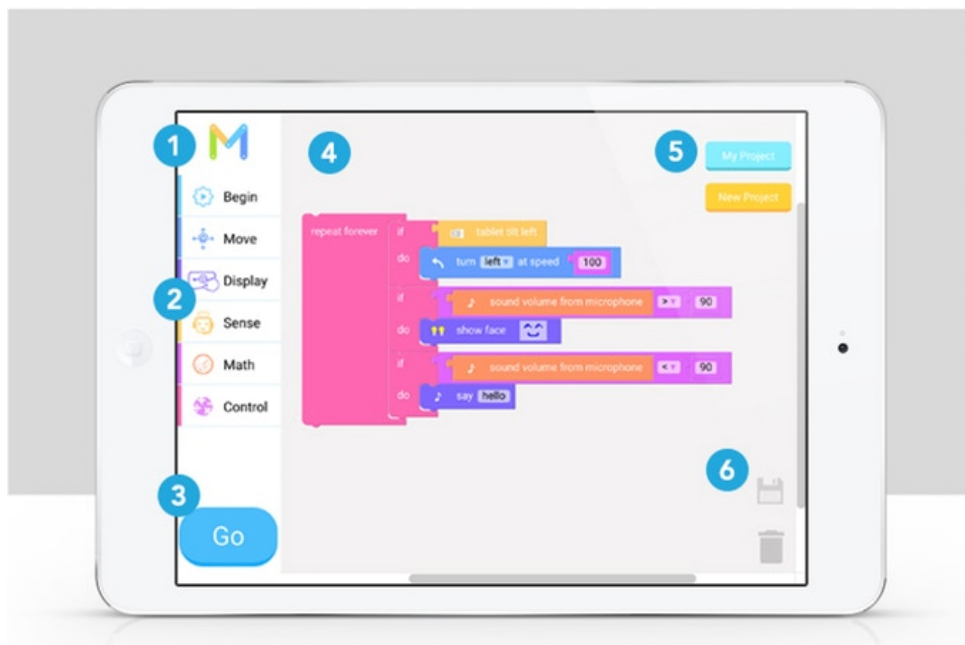 1
M
4
5
My Project
New Project
Begin
Move
2
Display
Sense
Math
Control
repeat forever
if
tablet tilt left
do
turn left at speed 100
if
sound volume from microphone > 90
do
show face
if
sound volume from microphone < 90
do
say hello
3
Go
6